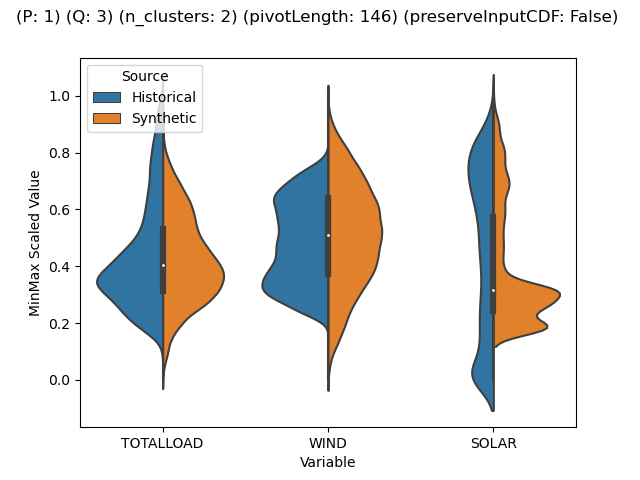 (P: 1) (Q: 3) (n_clusters: 2) (pivotLength: 146) (preserveInputCDF: False)
Source
Historical
Synthetic
MinMax Scaled Value
1.0
0.8
0.6
0.4
0.2
0.0
TOTALLOAD WIND SOLAR
Variable